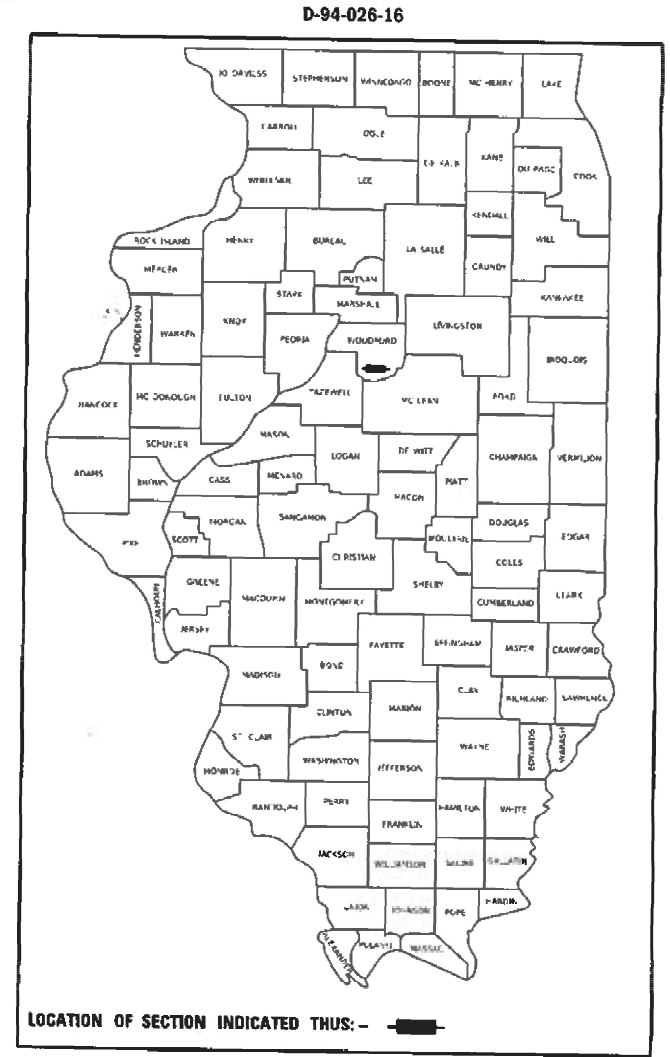 D-94-026-16
JO DAVIESS STEPHENSON WINNEBAGO BOONE MC HENRY LAKE
CARROLL OGLE DE KALB KANE DU PAGE COOK
WHITESIDE LEE KENDALL
ROCK ISLAND HENRY BUREAU LA SALLE WILL
MERCER PUTNAM GRUNDY
STARK MARSHALL KANKAKEE
HENDERSON WARREN KNOX PEORIA WOODFORD LIVINGSTON IROQUOIS
HANCOCK MC DONOUGH FULTON TAZEWELL MC LEAN FORD
SCHUYLER MASON LOGAN DE WITT CHAMPAIGN VERMILION
ADAMS BROWN CASS MENARD MACON PIATT
PIKE SCOTT MORGAN SANGAMON DOUGLAS EDGAR
CHRISTIAN MOULTRIE COLES
GREENE MACOUPIN MONTGOMERY SHELBY CUMBERLAND CLARK
CALHOUN JERSEY FAYETTE EFFINGHAM JASPER CRAWFORD
MADISON BOND CLAY RICHLAND LAWRENCE
CLINTON MARION
ST. CLAIR WASHINGTON JEFFERSON WAYNE EDWARDS WABASH
MONROE
RANDOLPH PERRY HAMILTON WHITE
FRANKLIN
JACKSON WILLIAMSON SALINE GALLATIN
UNION JOHNSON POPE HARDIN
ALEXANDER PULASKI MASSAC
LOCATION OF SECTION INDICATED THUS:-